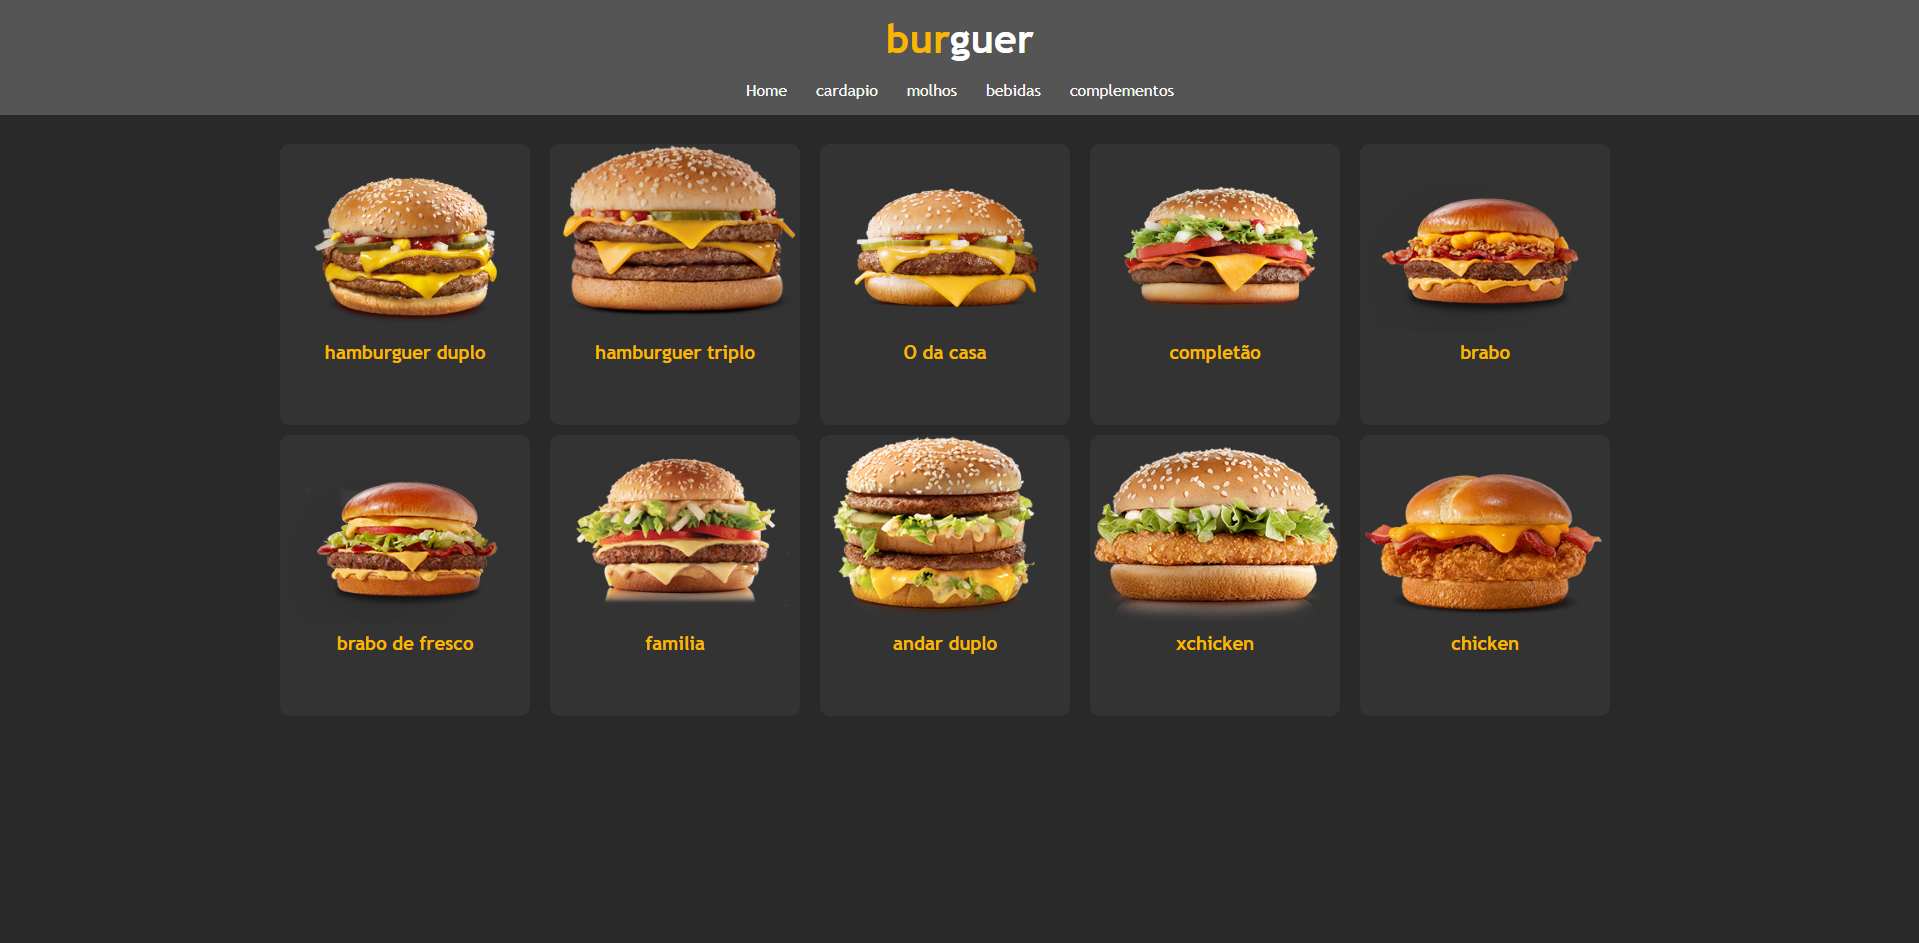 burguer
Home cardapio molhos bebidas complementos
hamburguer duplo hamburguer triplo O da casa completão brabo
brabo de fresco familia andar duplo xchicken chicken